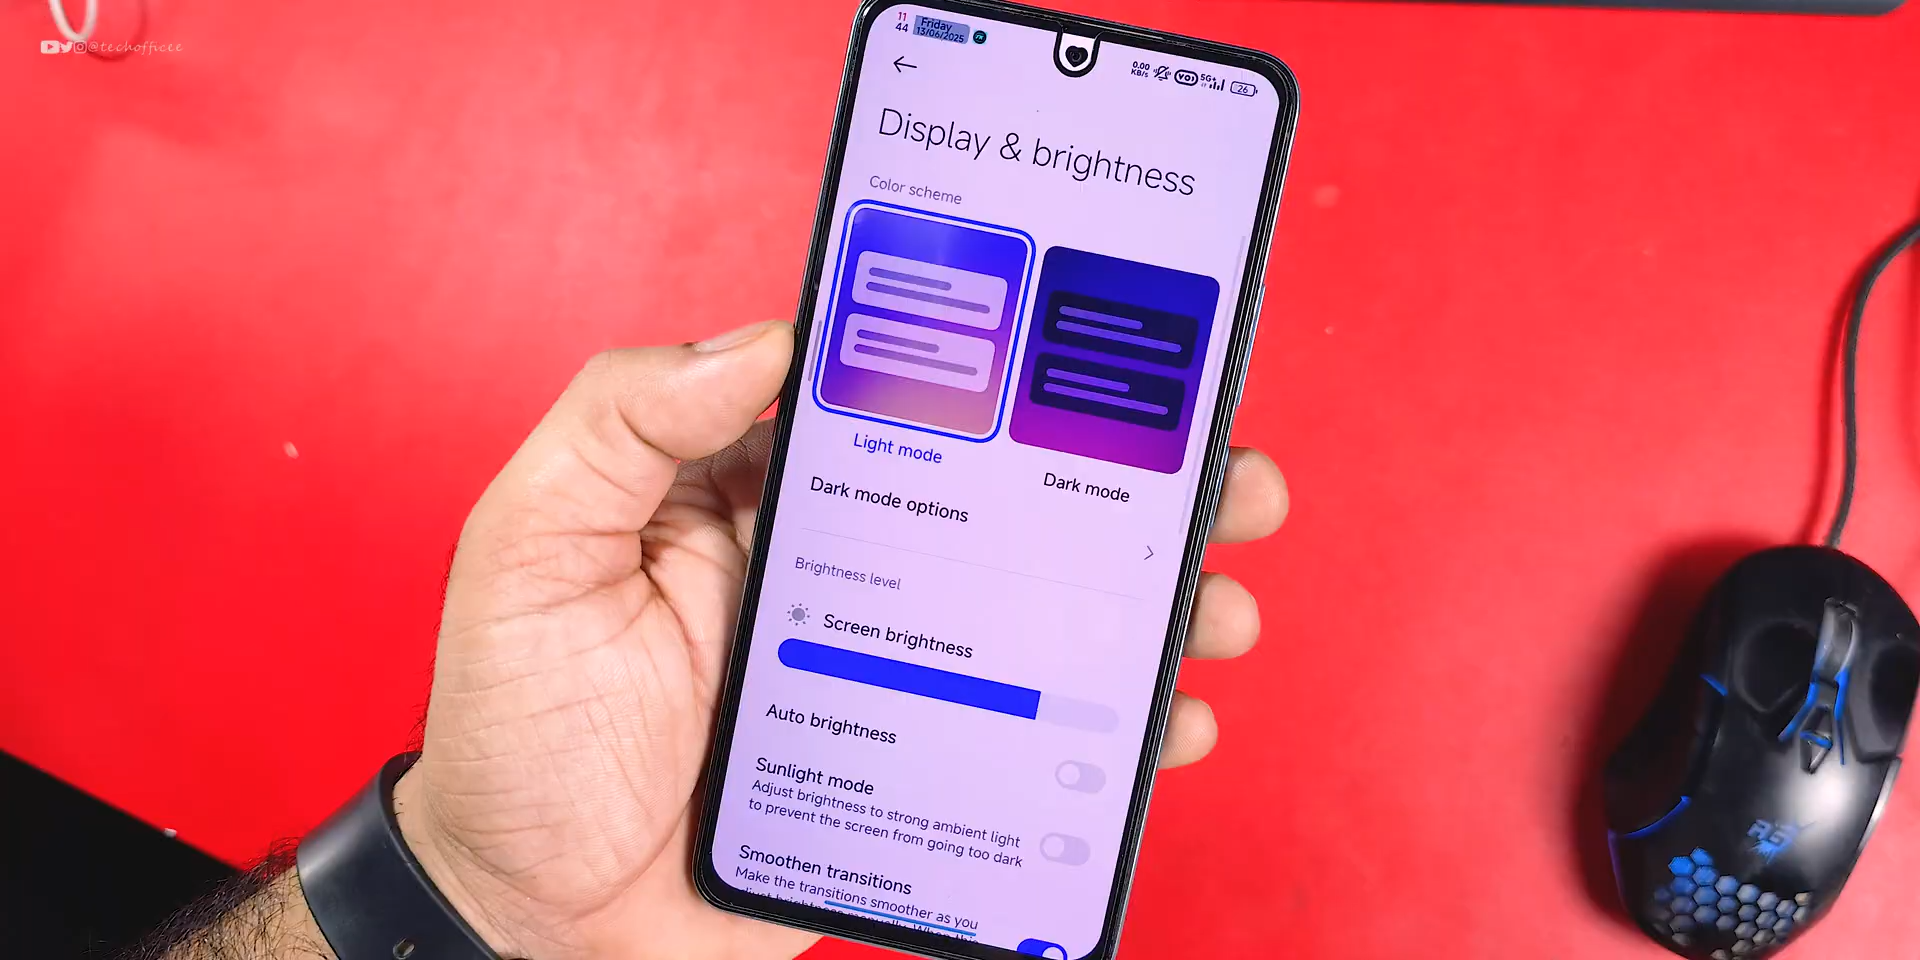 @techofficee
11
44
Friday
13/06/2025
0.00
KB/s
VO
5G+
26
Display & brightness
Color scheme
Light mode
Dark mode
Dark mode options
Brightness level
Screen brightness
Auto brightness
Sunlight mode
Adjust brightness to strong ambient light
to prevent the screen from going too dark
Smoothen transitions
Make the transitions smoother as you